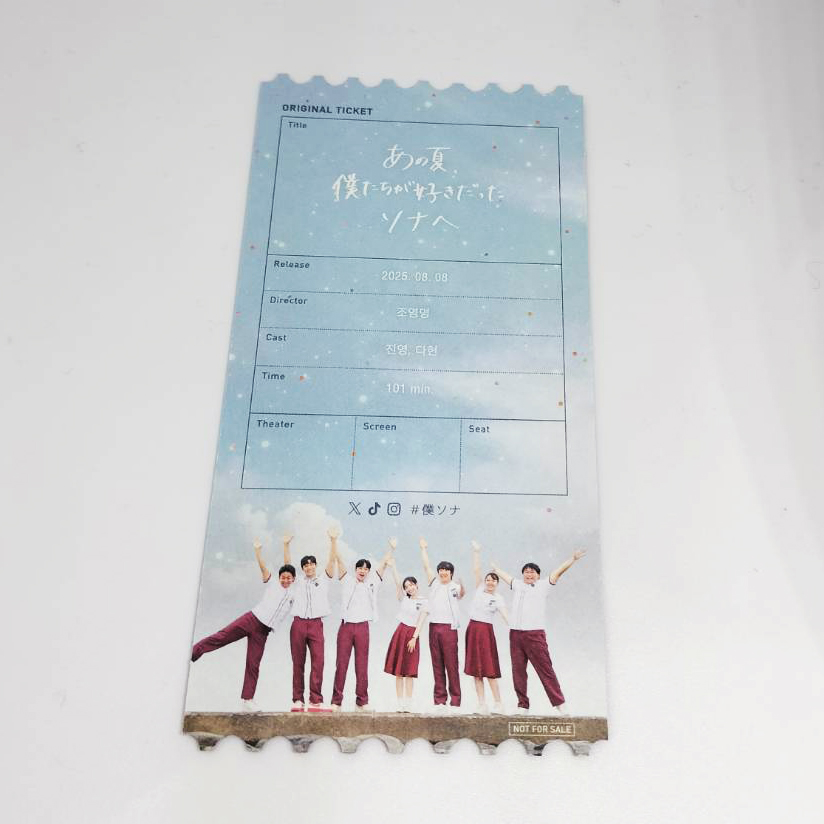 ORIGINAL TICKET
Title
あの夏、
僕たちが好きだった
ソナへ
Release
2025. 08. 08
Director
조영명
Cast
진영, 다현
Time
101 min.
Theater
Screen
Seat
#僕ソナ
NOT FOR SALE